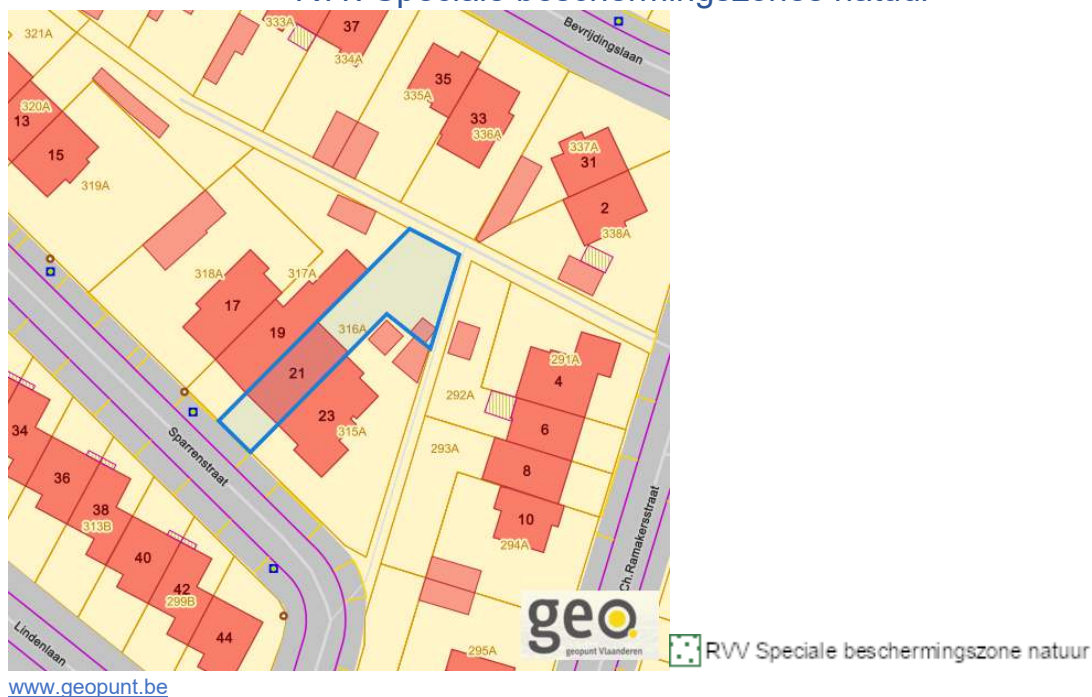 RVV Speciale beschermingszones natuur
333A
37
Bevrijdingslaan
321A
334A
35
335A
33
336A
320A
13
15
319A
337A
31
2
338A
318A
317A
17
19
316A
21
23
315A
291A
4
292A
6
293A
8
10
294A
34
Sparrenstraat
36
38
313B
40
42
299B
44
Ch.Ramakersstraat
Lindenlaan
295A
geo
geopunt Vlaanderen
RVV Speciale beschermingszone natuur
www.geopunt.be